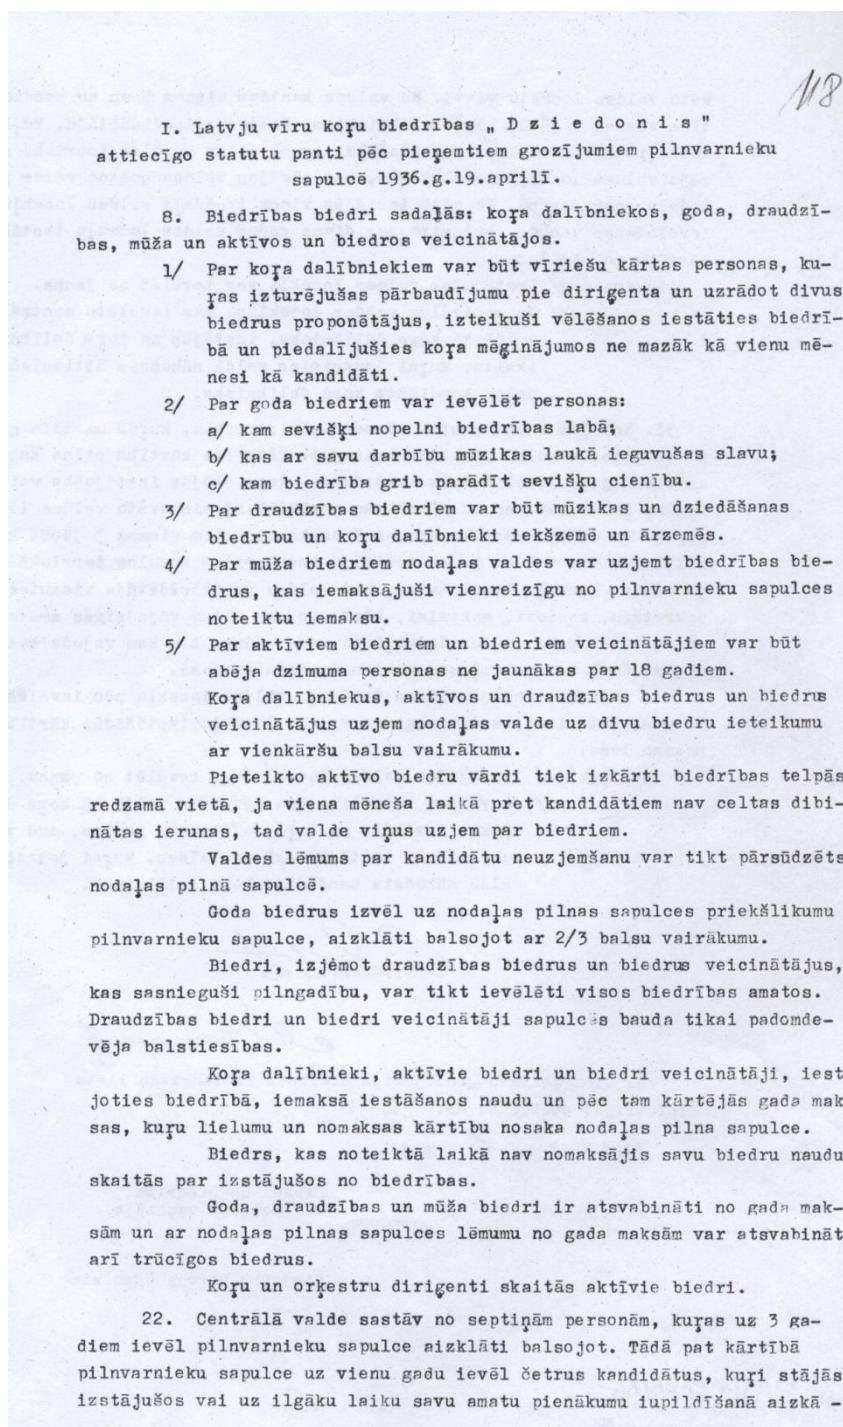 118
I. Latvju vīru koŗu biedrības „ D z i e d o n i s "
attiecīgo statutu panti pēc pieņemtiem grozījumiem pilnvarnieku
sapulcē 1936.g.19.aprilī.
8. Biedrības biedri sadaļās: koŗa dalībniekos, goda, draudzī-
bas, mūža un aktīvos un biedros veicinātājos.
1/ Par koŗa dalībniekiem var būt vīriešu kārtas personas, ku-
ŗas izturējušas pārbaudījumu pie diriģenta un uzrādot divus
biedrus proponētājus, izteikuši vēlēšanos iestāties biedrī-
bā un piedalījušies koŗa mēģinājumos ne mazāk kā vienu mē-
nesi kā kandidāti.
2/ Par goda biedriem var ievēlēt personas:
a/ kam sevišķi nopelni biedrības labā;
b/ kas ar savu darbību mūzikas laukā ieguvušas slavu;
c/ kam biedrība grib parādīt sevišķu cienību.
3/ Par draudzības biedriem var būt mūzikas un dziedāšanas
biedrību un koŗu dalībnieki iekšzemē un ārzemēs.
4/ Par mūža biedriem nodaļas valdes var uzjemt biedrības bie-
drus, kas iemaksājuši vienreizīgu no pilnvarnieku sapulces
noteiktu iemaksu.
5/ Par aktīviem biedriem un biedriem veicinātājiem var būt
abēja dzimuma personas ne jaunākas par 18 gadiem.
Koŗa dalībniekus, aktīvos un draudzības biedrus un biedrus
veicinātājus uzjem nodaļas valde uz divu biedru ieteikumu
ar vienkāršu balsu vairākumu.
Pieteikto aktīvo biedru vārdi tiek izkārti biedrības telpās
redzamā vietā, ja viena mēneša laikā pret kandidātiem nav celtas dibi-
nātas ierunas, tad valde viņus uzjem par biedriem.
Valdes lēmums par kandidātu neuzjemšanu var tikt pārsūdzēts
nodaļas pilnā sapulcē.
Goda biedrus izvēl uz nodaļas pilnas sapulces priekšlikumu
pilnvarnieku sapulce, aizklāti balsojot ar 2/3 balsu vairākumu.
Biedri, izjēmot draudzības biedrus un biedrus veicinātājus,
kas sasnieguši pilngadību, var tikt ievēlēti visos biedrības amatos.
Draudzības biedri un biedri veicinātāji sapulcēs bauda tikai padomde-
vēja balstiesības.
Koŗa dalībnieki, aktīvie biedri un biedri veicinātāji, iest
joties biedrībā, iemaksā iestāšanos naudu un pēc tam kārtējās gada mak
sas, kuŗu lielumu un nomaksas kārtību nosaka nodaļas pilna sapulce.
Biedrs, kas noteiktā laikā nav nomaksājis savu biedru naudu
skaitās par izstājušos no biedrības.
Goda, draudzības un mūža biedri ir atsvabināti no gada mak-
sām un ar nodaļas pilnas sapulces lēmumu no gada maksām var atsvabināt
arī trūcīgos biedrus.
Koŗu un orķestru diriģenti skaitās aktīvie biedri.
22. Centrālā valde sastāv no septiņām personām, kuŗas uz 3 ga-
diem ievēl pilnvarnieku sapulce aizklāti balsojot. Tādā pat kārtībā
pilnvarnieku sapulce uz vienu gadu ievēl četrus kandidātus, kuŗi stājās
izstājušos vai uz ilgāku laiku savu amatu pienākumu iupildīšanā aizkā -